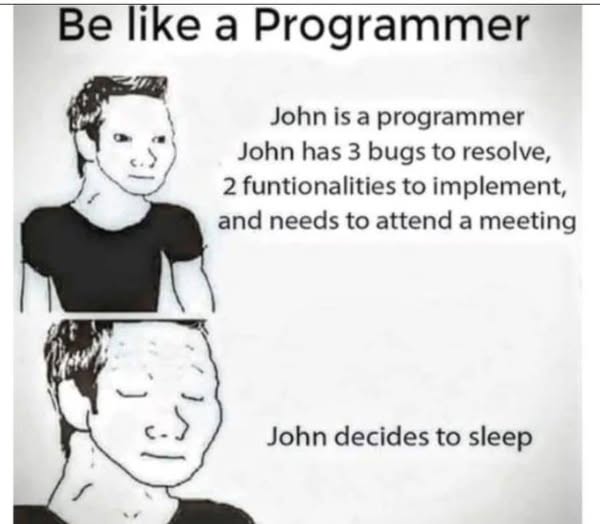 Be like a Programmer
John is a programmer
John has 3 bugs to resolve,
2 funtionalities to implement,
and needs to attend a meeting
John decides to sleep